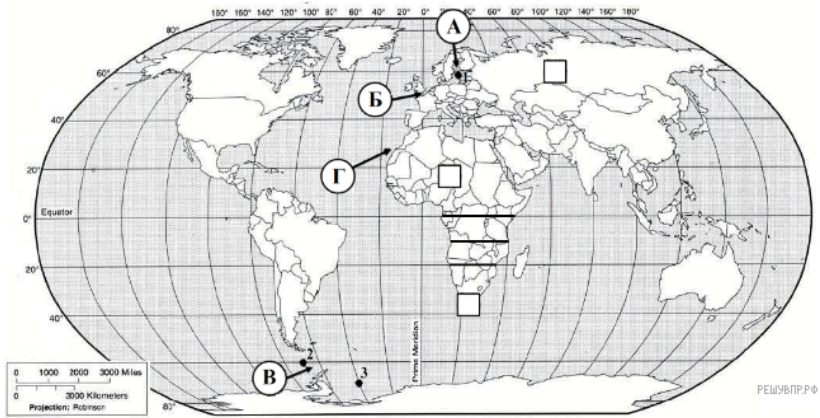 180° 160° 140° 120° 100° 80° 60° 40° 20° 0° 20° 40° 60° 80° 100° 120° 140° 160° 180°
А
80°
60°
1
Б
40°
Г
20°
Equator
0°
20°
40°
Prime Meridian
2
В
3
0 1000 2000 3000 Miles
0 3000 Kilometers
Projection: Robinson
80°
РЕШУВПР.РФ